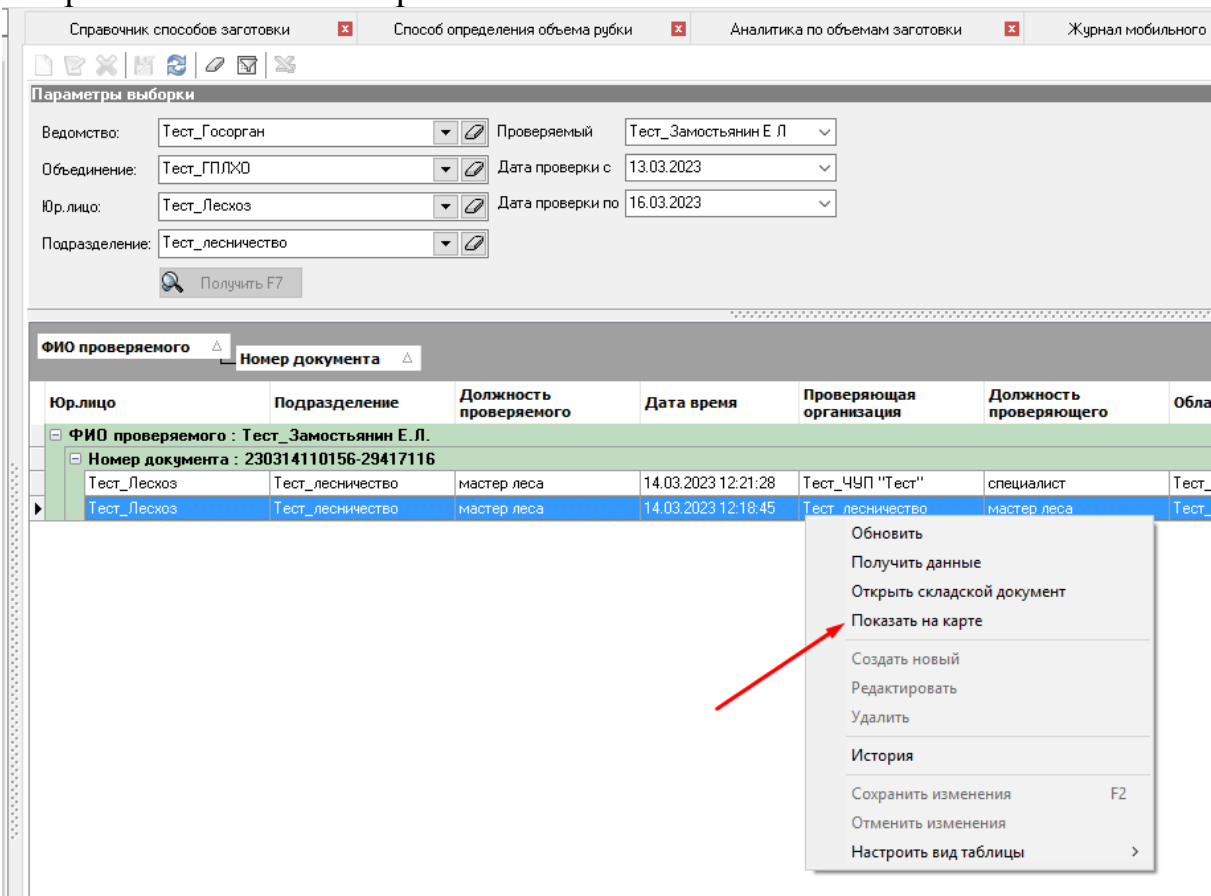 Справочник способов заготовки Способ определения объема рубки Аналитика по объемам заготовки Журнал мобильного
Параметры выборки
Ведомство: Тест_Госорган Проверяемый Тест_Замостьянин Е Л
Объединение: Тест_ГПЛХО Дата проверки с 13.03.2023
Юр.лицо: Тест_Лесхоз Дата проверки по 16.03.2023
Подразделение: Тест_лесничество
Получить F7
ФИО проверяемого
Номер документа
Юр.лицо Подразделение Должность проверяемого Дата время Проверяющая организация Должность проверяющего Обла
ФИО проверяемого : Тест_Замостьянин Е.Л.
Номер документа : 230314110156-29417116
Тест_Лесхоз Тест_лесничество мастер леса 14.03.2023 12:21:28 Тест_ЧУП "Тест" специалист Тест_
Тест_Лесхоз Тест_лесничество мастер леса 14.03.2023 12:18:45 Тест_лесничество мастер леса Тест_
Обновить
Получить данные
Открыть складской документ
Показать на карте
Создать новый
Редактировать
Удалить
История
Сохранить изменения F2
Отменить изменения
Настроить вид таблицы